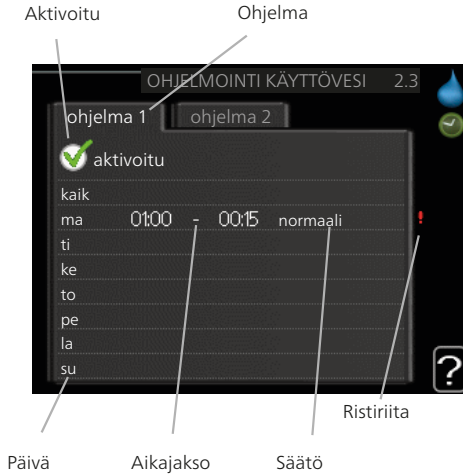 Aktivoitu Ohjelma
OHJELMOINTI KÄYTTÖVESI 2.3
ohjelma 1 ohjelma 2
aktivoitu
kaik
ma 01:00 - 00:15 normaali !
ti
ke
to
pe
la
su ?
Ristiriita
Päivä Aikajakso Säätö